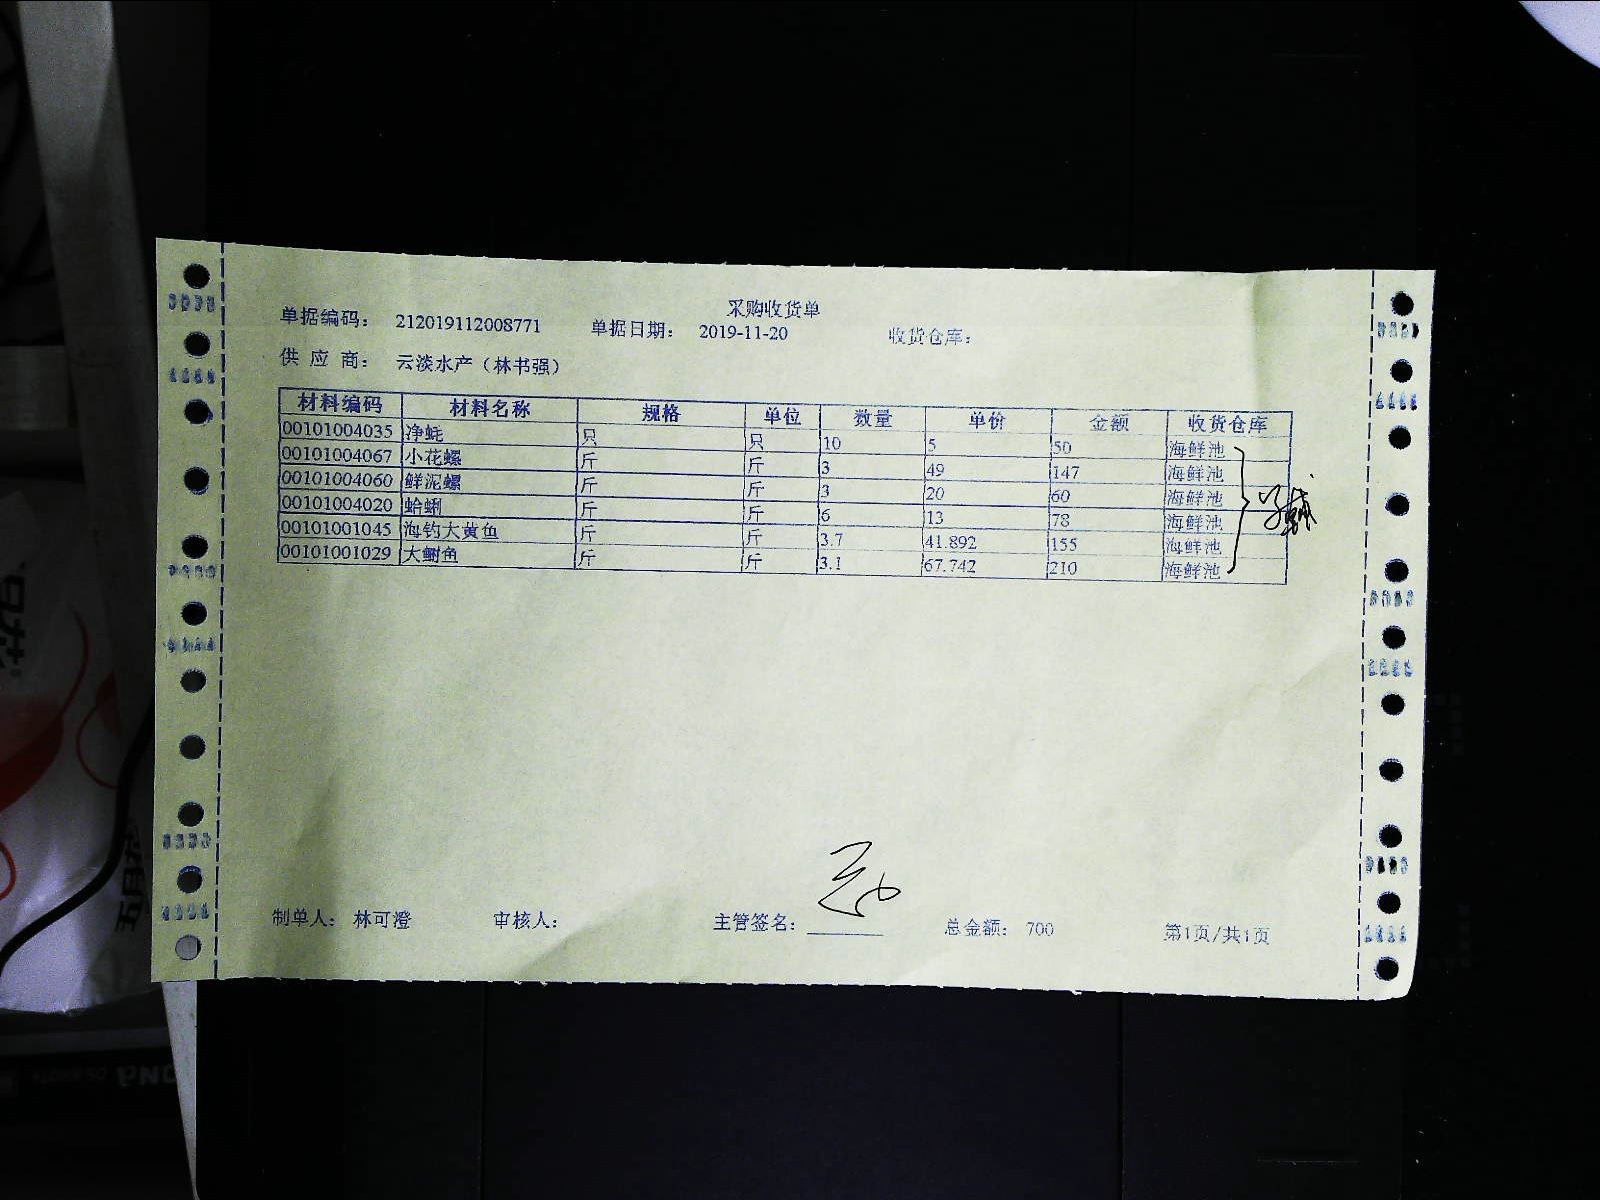 采购收货单
单据编码： 212019112008771 单据日期： 2019-11-20 收货仓库：
供 应 商： 云淡水产（林书强）
材料编码 材料名称 规格 单位 数量 单价 金额 收货仓库
00101004035 净蚝 只 只 10 5 50 海鲜池
00101004067 小花螺 斤 斤 3 49 147 海鲜池
00101004060 鲜泥螺 斤 斤 3 20 60 海鲜池
00101004020 蛤蜊 斤 斤 6 13 78 海鲜池
00101001045 海钓大黄鱼 斤 斤 3.7 41.892 155 海鲜池
00101001029 大鲥鱼 斤 斤 3.1 67.742 210 海鲜池
制单人： 林可澄 审核人： 主管签名： 总金额： 700 第1页/共1页